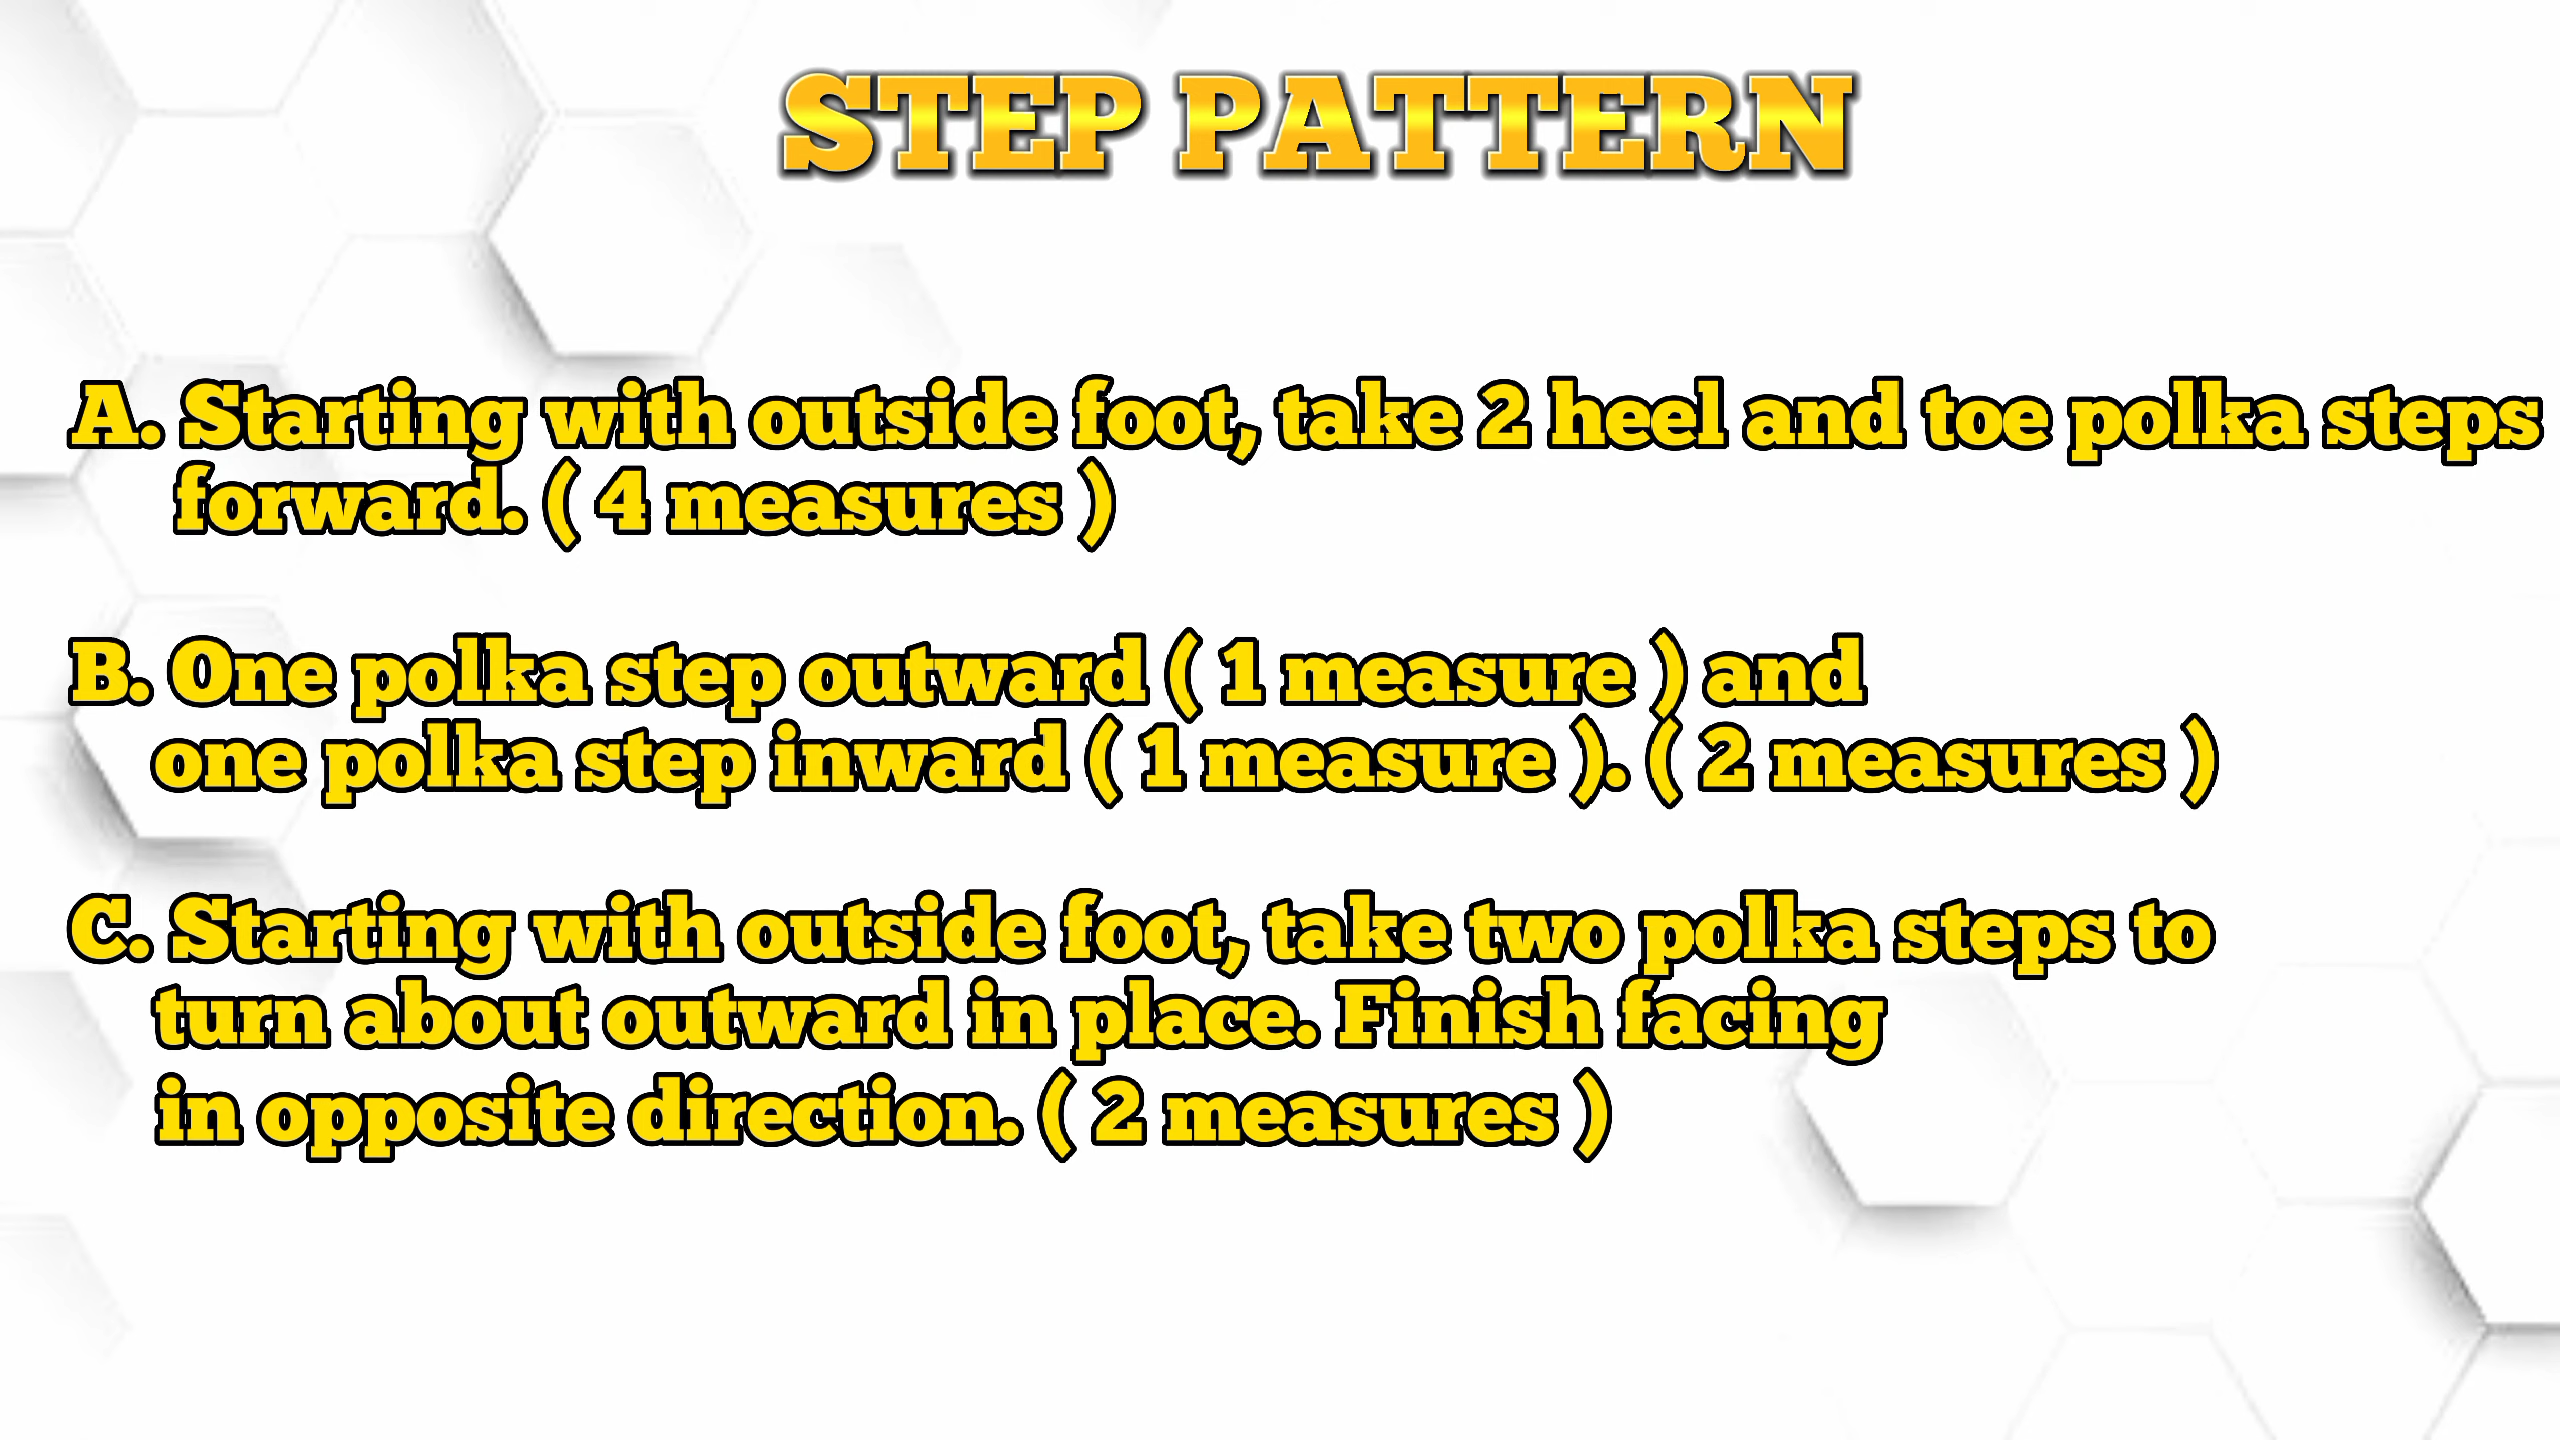 STEP PATTERN
A. Starting with outside foot, take 2 heel and toe polka steps
forward. ( 4 measures )
B. One polka step outward ( 1 measure ) and
one polka step inward ( 1 measure ). ( 2 measures )
C. Starting with outside foot, take two polka steps to
turn about outward in place. Finish facing
in opposite direction. ( 2 measures )